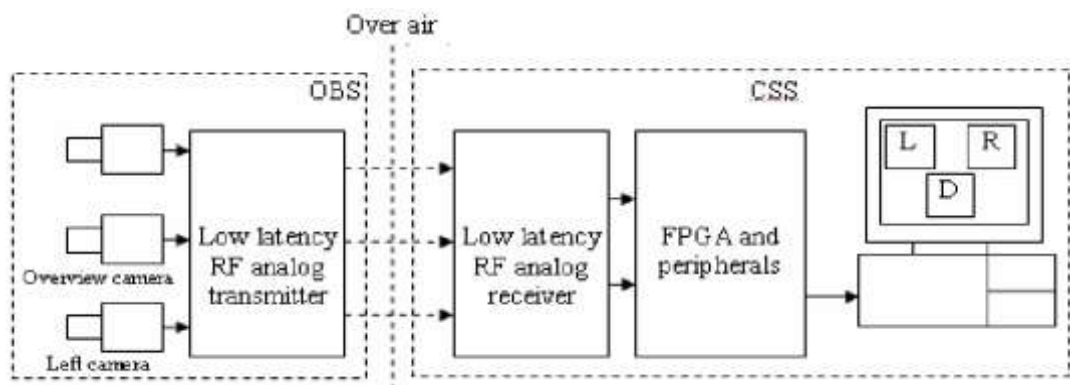 Over air
OBS
CSS
L
R
D
Overview camera
Left camera
Low latency
RF analog
transmitter
Low latency
RF analog
receiver
FPGA and
peripherals